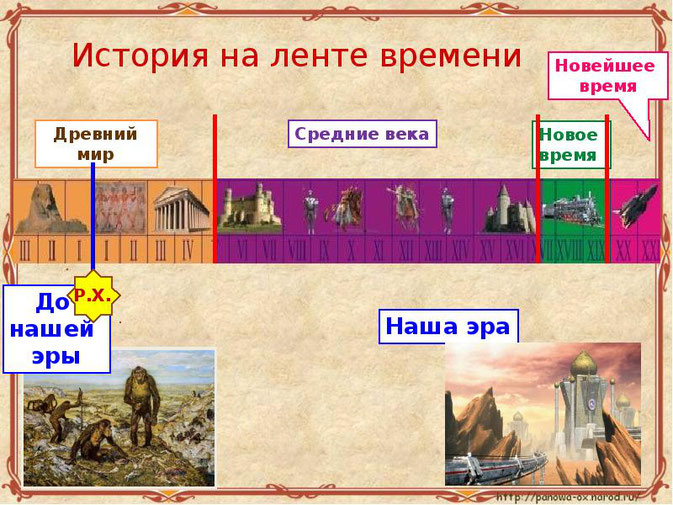 История на ленте времени
Новейшее
время
Древний
мир
Средние века
Новое
время
III II I I II III IV VI VII VIII IX X XI XII XIII XIV XV XVI XVII XVIII XIX XX XXI
Р.Х.
До
нашей
эры
Наша эра
http://panowa-ox.narod.ru/